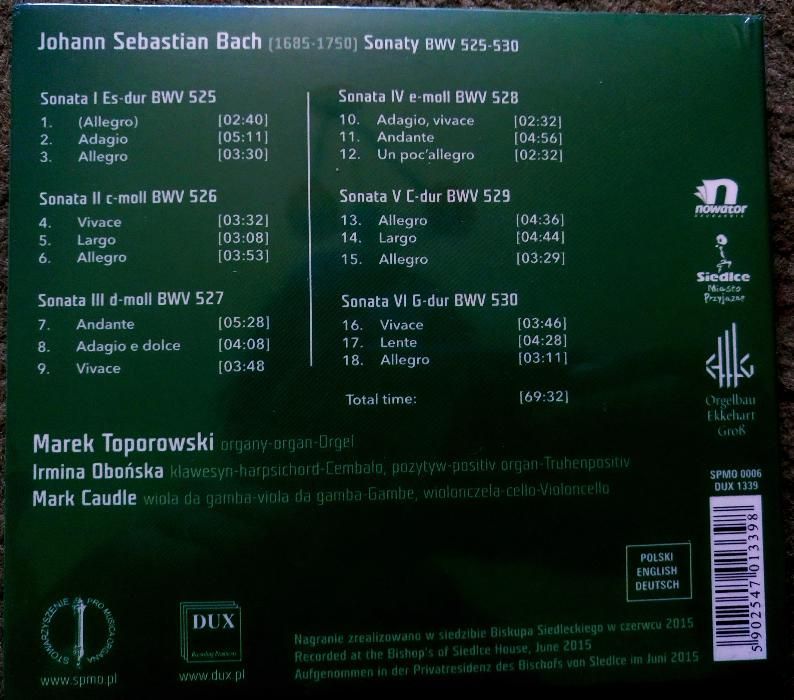 Johann Sebastian Bach (1685-1750) Sonaty BWV 525-530
Sonata I Es-dur BWV 525
1. (Allegro) [02:40]
2. Adagio [05:11]
3. Allegro [03:30]
Sonata II c-moll BWV 526
4. Vivace [03:32]
5. Largo [03:08]
6. Allegro [03:53]
Sonata III d-moll BWV 527
7. Andante [05:28]
8. Adagio e dolce [04:08]
9. Vivace [03:48
Sonata IV e-moll BWV 528
10. Adagio, vivace [02:32]
11. Andante [04:56]
12. Un poc'allegro [02:32]
Sonata V C-dur BWV 529
13. Allegro [04:36]
14. Largo [04:44]
15. Allegro [03:29]
Sonata VI G-dur BWV 530
16. Vivace [03:46]
17. Lente [04:28]
18. Allegro [03:11]
Total time: [69:32]
nowator
Siedlce
Miasto
Przyjazne
Orgelbau
Ekkehart
Groß
Marek Toporowski organy-organ-Orgel
Irmina Obońska klawesyn-harpsichord-Cembalo, pozytyw-positiv organ-Truhenpositiv
Mark Caudle wiola da gamba-viola da gamba-Gambe, wiolonczela-cello-Violoncello
SPMO 0006
DUX 1339
5 902547 013398
POLSKI
ENGLISH
DEUTSCH
STOWARZYSZENIE PRO MUSICA ORGANA
www.spmo.pl
DUX
www.dux.pl
Nagranie zrealizowano w siedzibie Biskupa Siedleckiego w czerwcu 2015
Recorded at the Bishop's of Siedlce House, June 2015
Aufgenommen in der Privatresidenz des Bischofs von Siedlce im Juni 2015